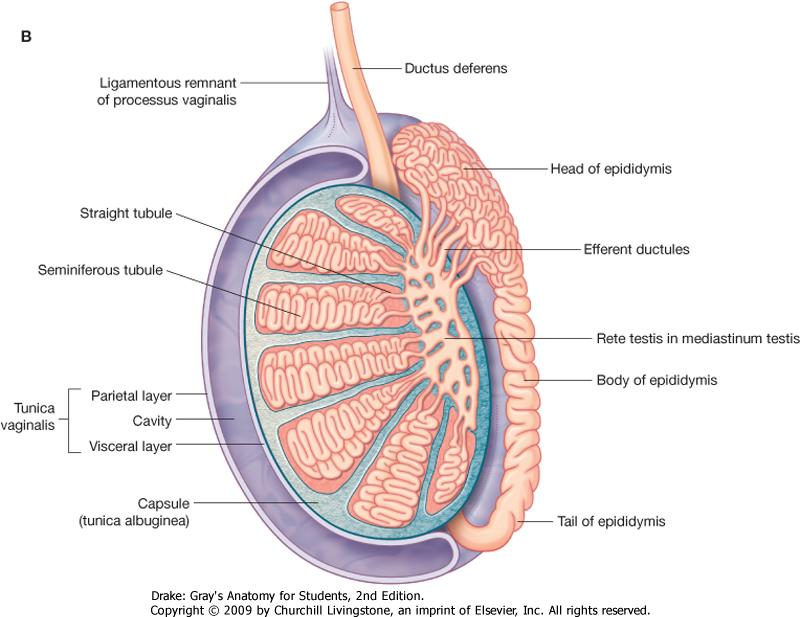 B
Ductus deferens
Ligamentous remnant
of processus vaginalis
Head of epididymis
Straight tubule
Efferent ductules
Seminiferous tubule
Rete testis in mediastinum testis
Body of epididymis
Tunica
vaginalis
Parietal layer
Cavity
Visceral layer
Capsule
(tunica albuginea)
Tail of epididymis
Drake: Gray's Anatomy for Students, 2nd Edition.
Copyright © 2009 by Churchill Livingstone, an imprint of Elsevier, Inc. All rights reserved.